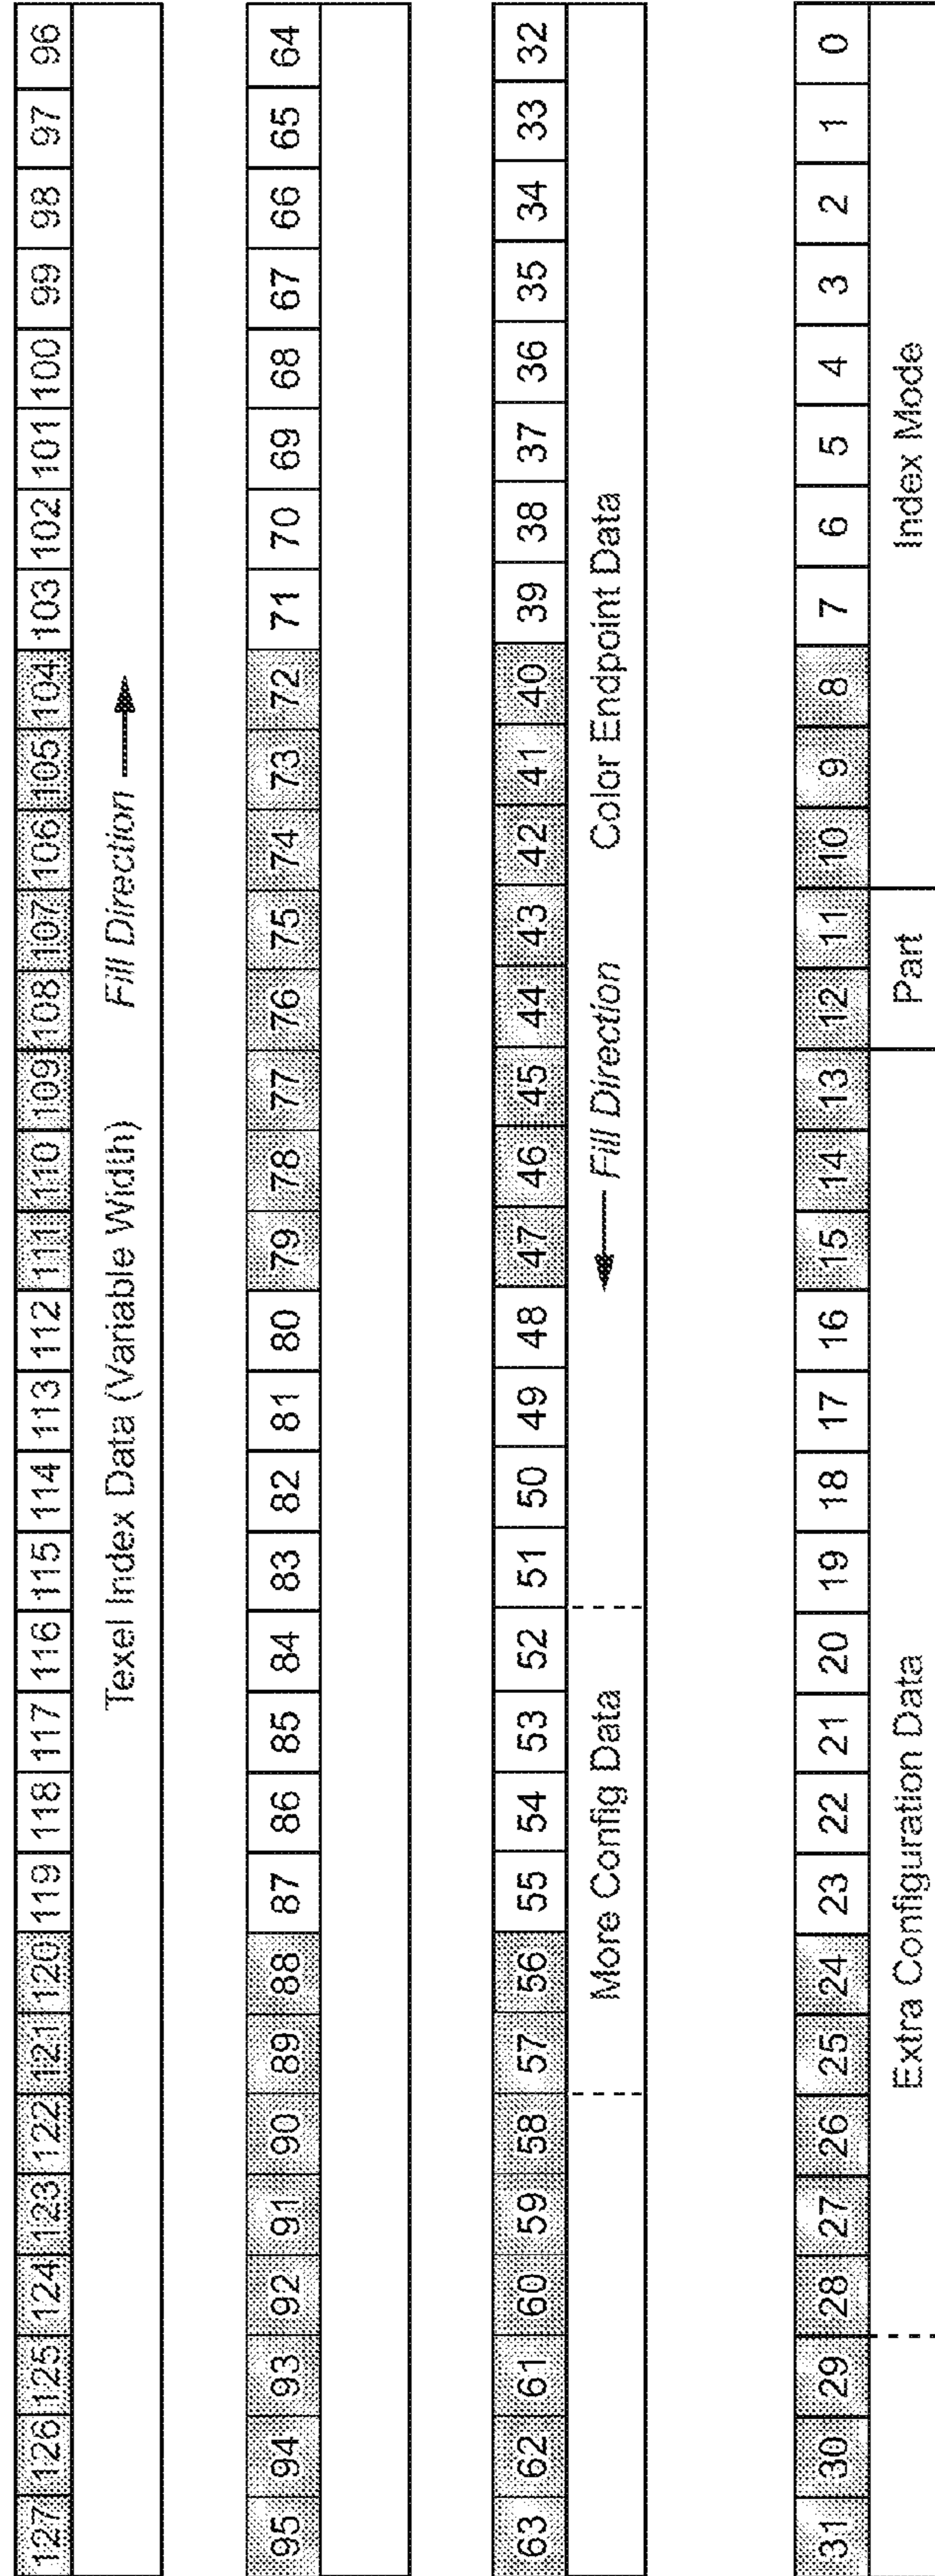 127 126 125 124 123 122 121 120 119 118 117 116 115 114 113 112 111 110 109 108 107 106 105 104 103 102 101 100 99 98 97 96
Texel Index Data (Variable Width) Fill Direction
95 94 93 92 91 90 89 88 87 86 85 84 83 82 81 80 79 78 77 76 75 74 73 72 71 70 69 68 67 66 65 64
63 62 61 60 59 58 57 56 55 54 53 52 51 50 49 48 47 46 45 44 43 42 41 40 39 38 37 36 35 34 33 32
More Config Data Fill Direction Color Endpoint Data
31 30 29 28 27 26 25 24 23 22 21 20 19 18 17 16 15 14 13 12 11 10 9 8 7 6 5 4 3 2 1 0
Extra Configuration Data Part Index Mode